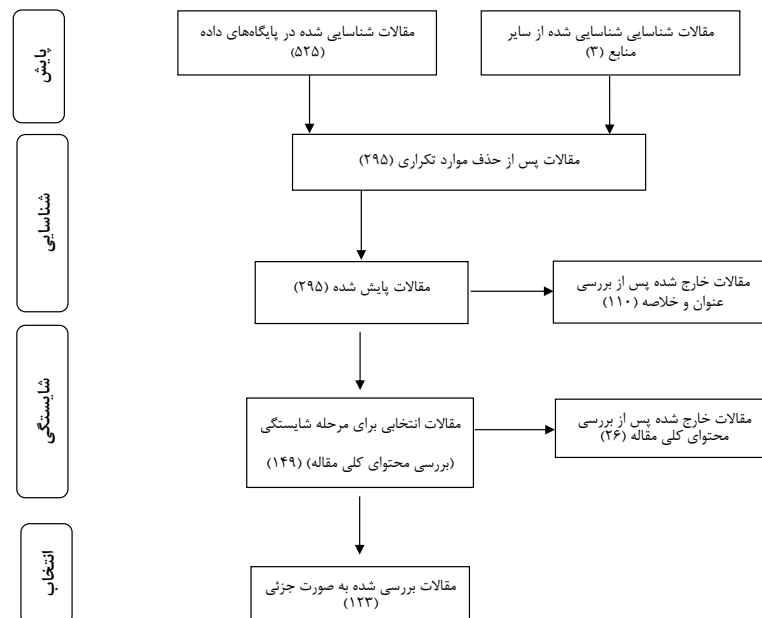 پایش
مقالات شناسایی شناسایی شده از سایر
منابع (۳)
مقالات شناسایی شده در پایگاه‌های داده
(۵۲۵)
مقالات پس از حذف موارد تکراری (۲۹۵)
شناسایی
مقالات پایش شده (۲۹۵)
مقالات خارج شده پس از بررسی
عنوان و خلاصه (۱۱۰)
شایستگی
مقالات انتخابی برای مرحله شایستگی
(بررسی محتوای کلی مقاله) (۱۴۹)
مقالات خارج شده پس از بررسی
محتوای کلی مقاله (۲۶)
انتخاب
مقالات بررسی شده به صورت جزئی
(۱۲۳)